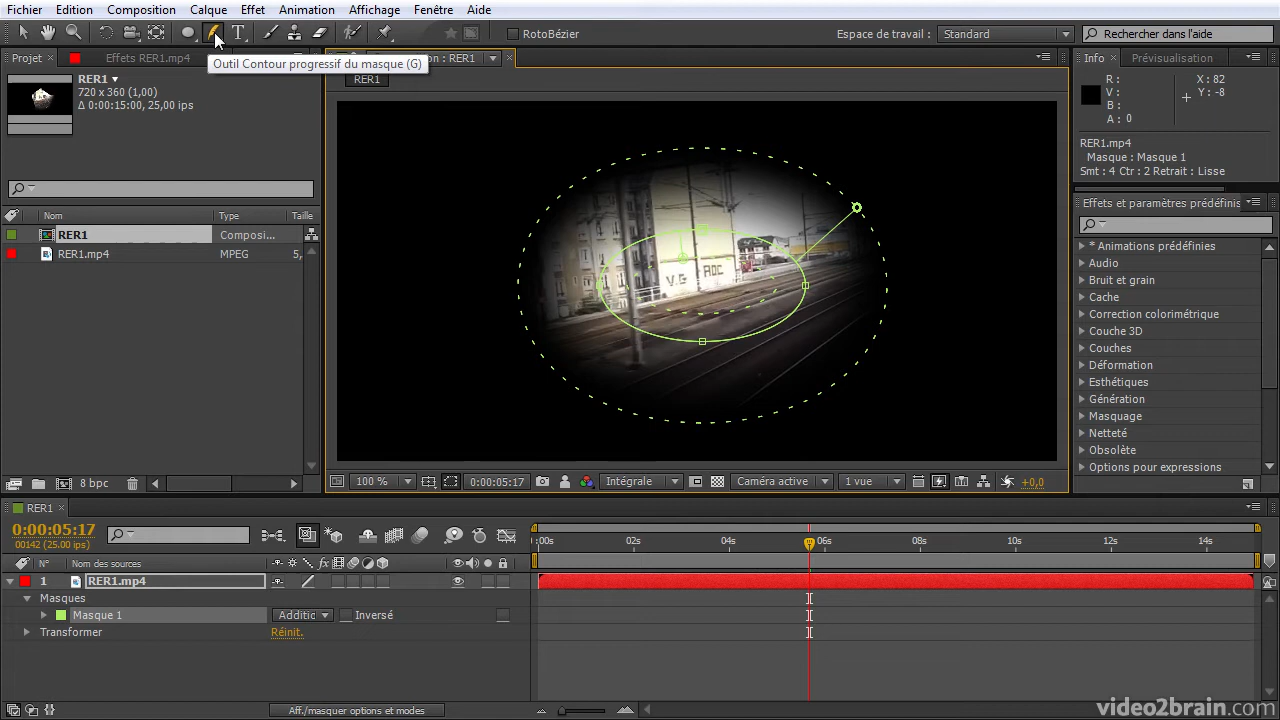 Fichier Edition Composition Calque Effet Animation Affichage Fenêtre Aide
RotoBézier
Espace de travail : Standard
Rechercher dans l'aide
Projet
Effets RER1.mp4
Outil Contour progressif du masque (G)
on : RER1
Info
Prévisualisation
RER1
720 x 360 (1,00)
Δ 0:00:15:00, 25,00 ips
RER1
R :
V :
B :
A : 0
X : 82
Y : -8
RER1.mp4
Masque : Masque 1
Smt : 4 Ctr : 2 Retrait : Lisse
Nom Type Taille
RER1 Composi...
RER1.mp4 MPEG 5,
V.G ROC
Effets et paramètres prédéfinis
* Animations prédéfinies
Audio
Bruit et grain
Cache
Correction colorimétrique
Couche 3D
Couches
Déformation
Esthétiques
Génération
Masquage
Netteté
Obsolète
Options pour expressions
8 bpc
100 %
0:00:05:17
Intégrale
Caméra active
1 vue
+0,0
RER1
0:00:05:17
00142 (25.00 ips)
:00s 02s 04s 06s 08s 10s 12s 14s
N° Nom des sources
1 RER1.mp4
Masques
Masque 1 Additic Inversé
Transformer Réinit.
Aff./masquer options et modes
video2brain.com